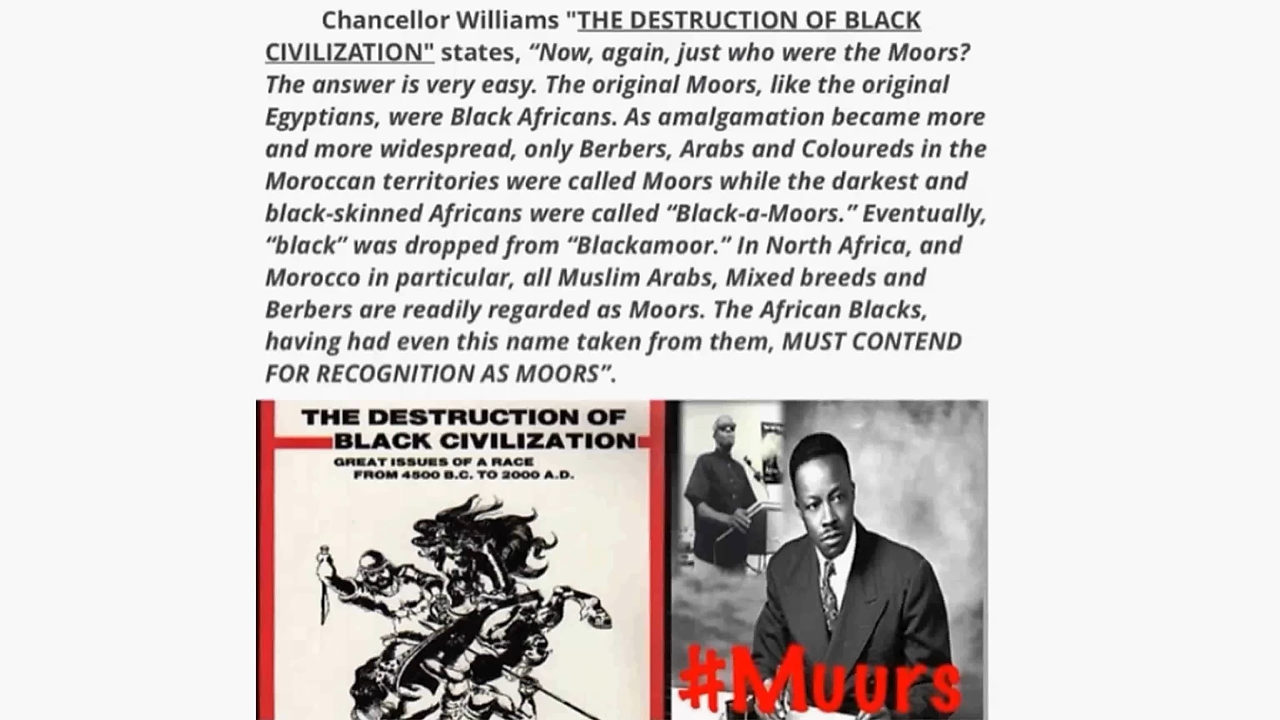 Chancellor Williams "THE DESTRUCTION OF BLACK
CIVILIZATION" states, “Now, again, just who were the Moors?
The answer is very easy. The original Moors, like the original
Egyptians, were Black Africans. As amalgamation became more
and more widespread, only Berbers, Arabs and Coloureds in the
Moroccan territories were called Moors while the darkest and
black-skinned Africans were called “Black-a-Moors.” Eventually,
“black” was dropped from “Blackamoor.” In North Africa, and
Morocco in particular, all Muslim Arabs, Mixed breeds and
Berbers are readily regarded as Moors. The African Blacks,
having had even this name taken from them, MUST CONTEND
FOR RECOGNITION AS MOORS”.
THE DESTRUCTION OF
BLACK CIVILIZATION
GREAT ISSUES OF A RACE
FROM 4500 B.C. TO 2000 A.D.
#Muurs